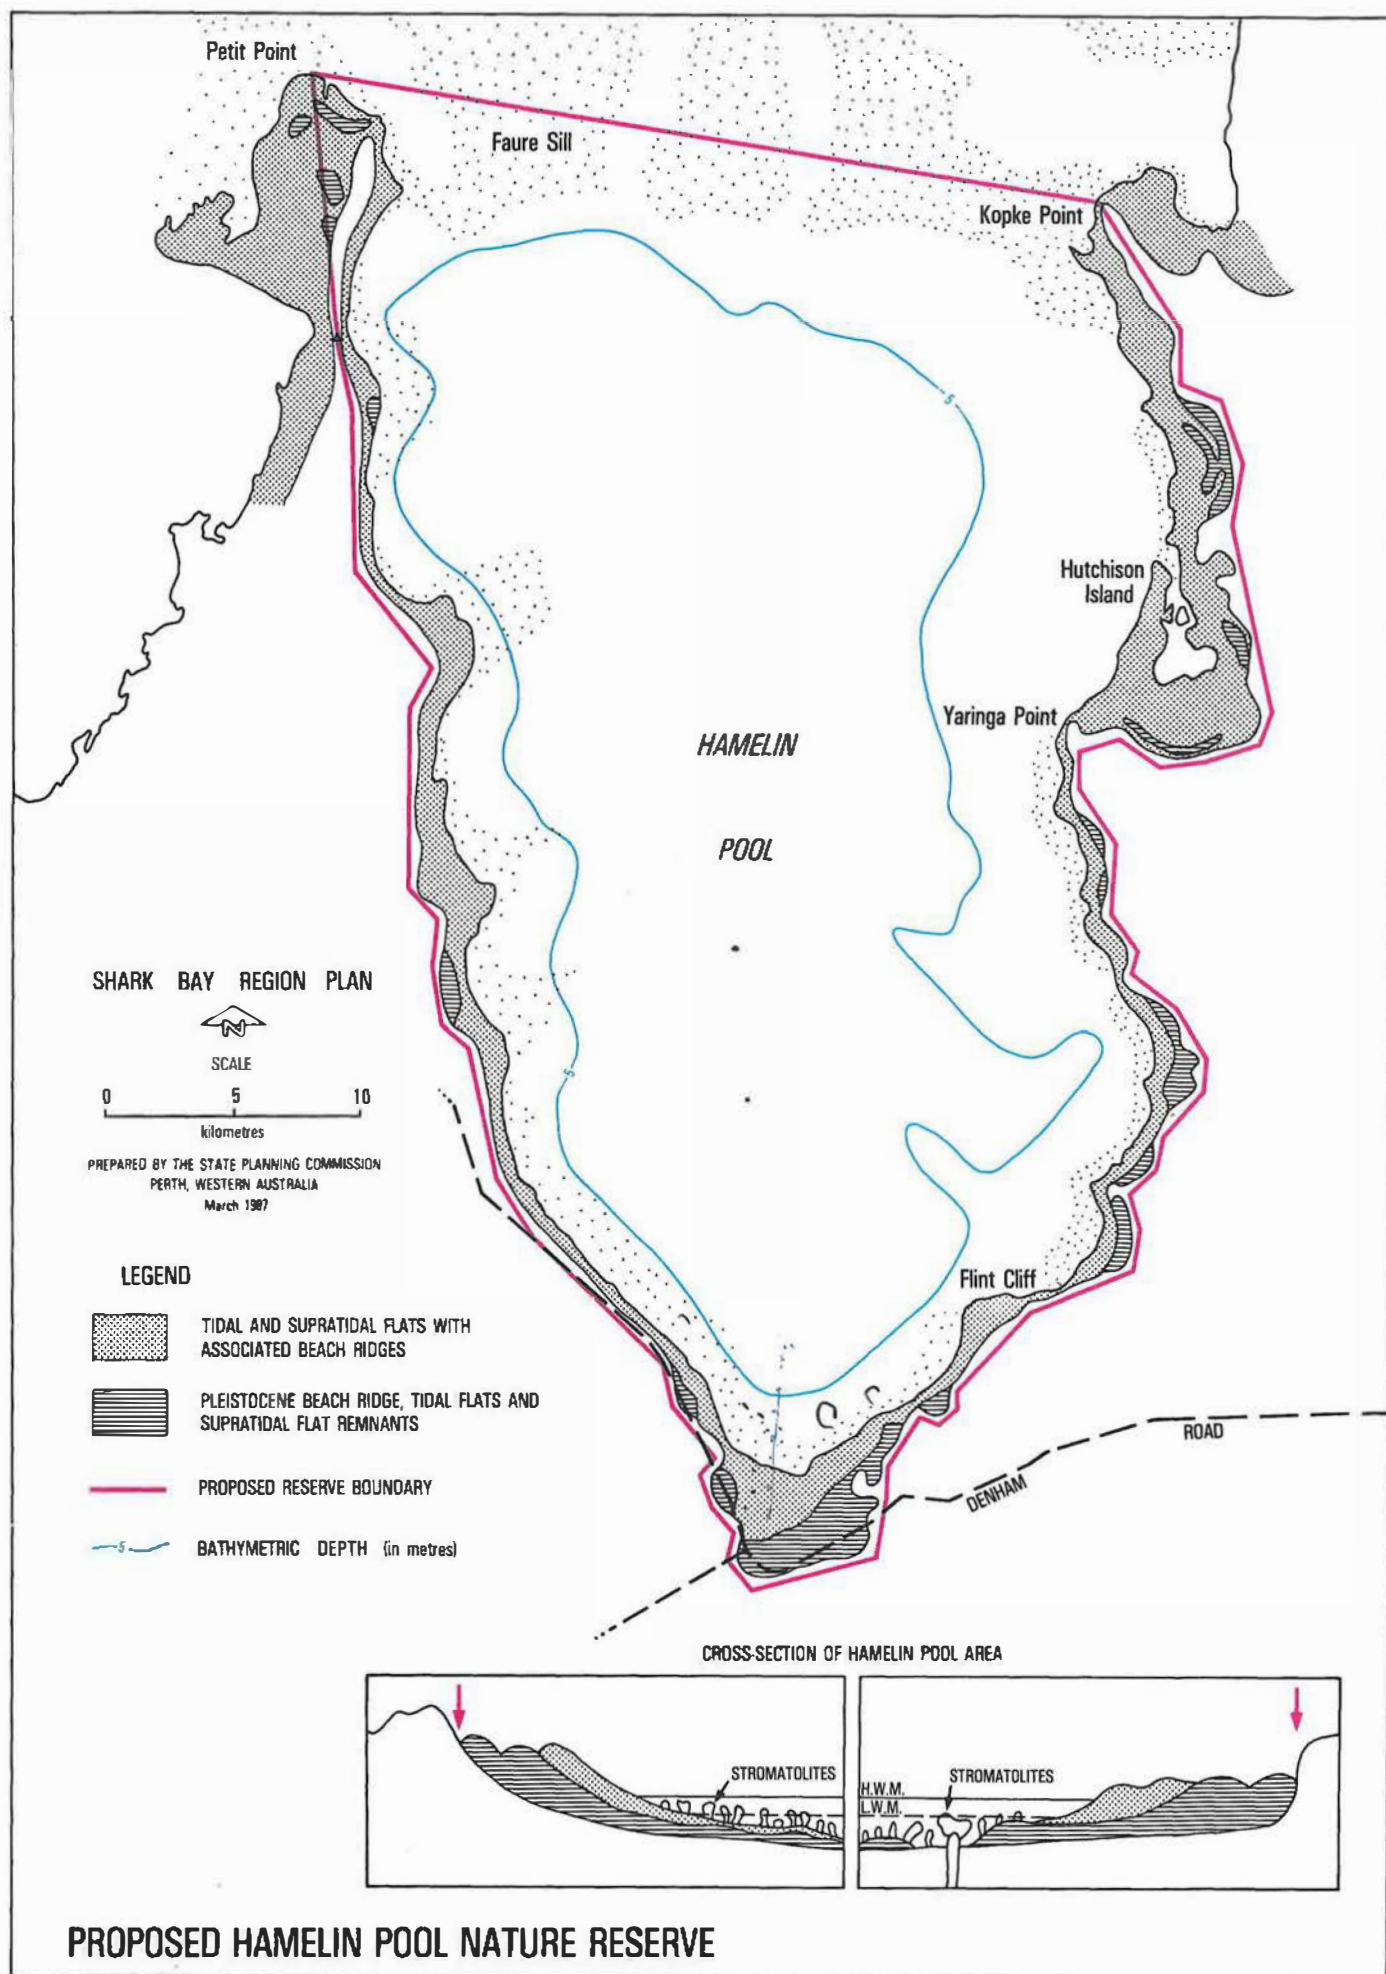 Petit Point
Faure Sill
Kopke Point
5
Hutchison
Island
Yaringa Point
HAMELIN
POOL
SHARK BAY REGION PLAN
N
SCALE
0 5 10
kilometres
PREPARED BY THE STATE PLANNING COMMISSION
PERTH, WESTERN AUSTRALIA
March 1987
5
Flint Cliff
LEGEND
TIDAL AND SUPRATIDAL FLATS WITH
ASSOCIATED BEACH RIDGES
PLEISTOCENE BEACH RIDGE, TIDAL FLATS AND
SUPRATIDAL FLAT REMNANTS
PROPOSED RESERVE BOUNDARY
5 BATHYMETRIC DEPTH (in metres)
DENHAM ROAD
CROSS-SECTION OF HAMELIN POOL AREA
STROMATOLITES
H.W.M.
L.W.M.
STROMATOLITES
PROPOSED HAMELIN POOL NATURE RESERVE